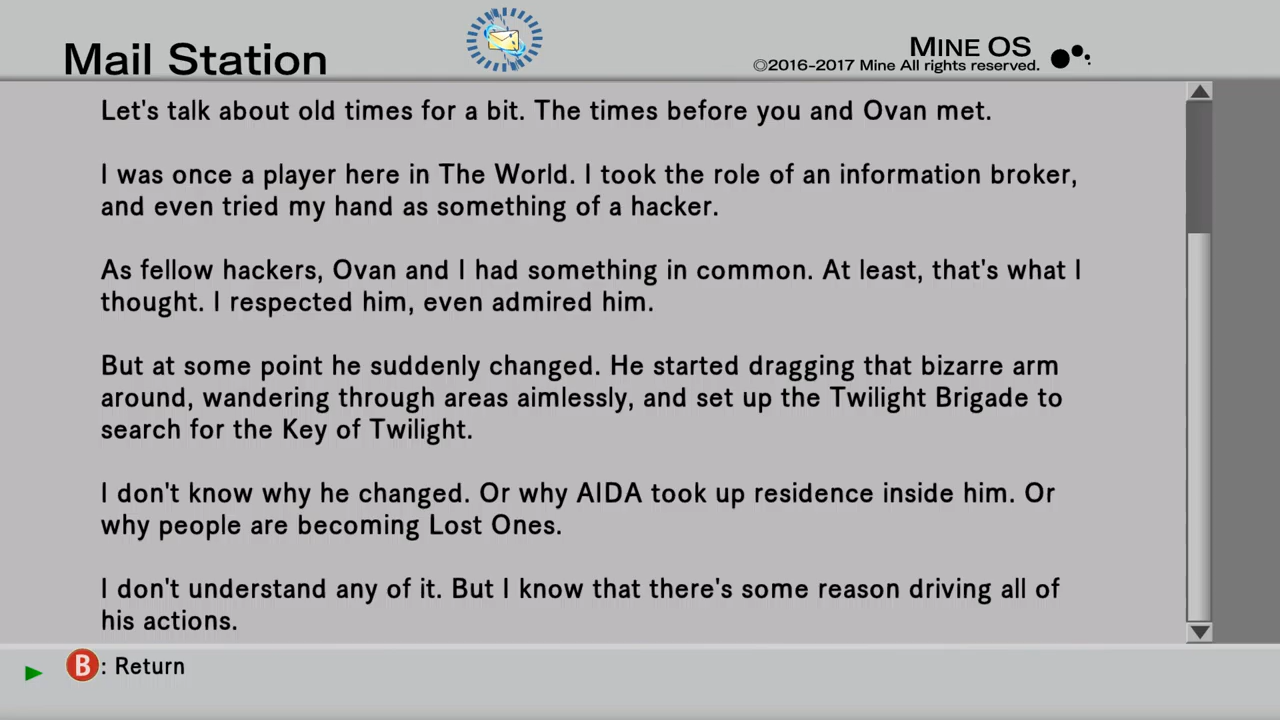 Mail Station
MINE OS
©2016-2017 Mine All rights reserved.
Let's talk about old times for a bit. The times before you and Ovan met.
I was once a player here in The World. I took the role of an information broker,
and even tried my hand as something of a hacker.
As fellow hackers, Ovan and I had something in common. At least, that's what I
thought. I respected him, even admired him.
But at some point he suddenly changed. He started dragging that bizarre arm
around, wandering through areas aimlessly, and set up the Twilight Brigade to
search for the Key of Twilight.
I don't know why he changed. Or why AIDA took up residence inside him. Or
why people are becoming Lost Ones.
I don't understand any of it. But I know that there's some reason driving all of
his actions.
B: Return